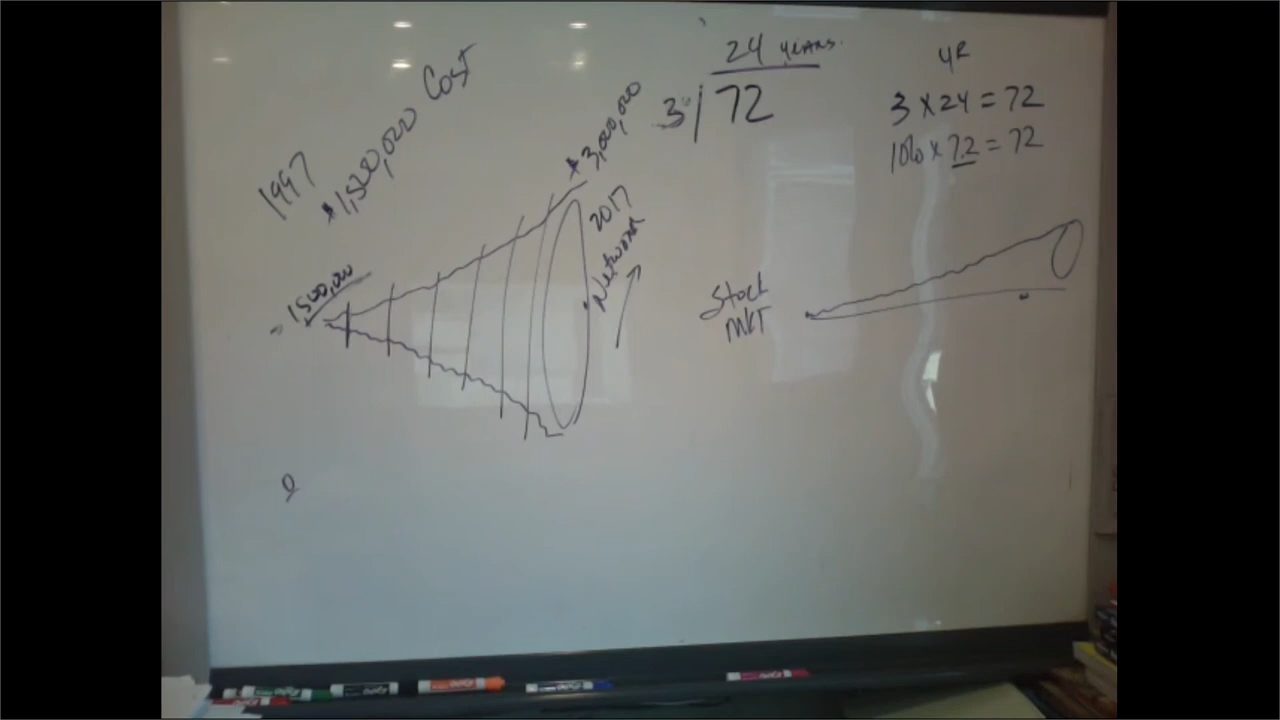 1997
$1,500,000 Cost
1,500,000
$3,000,000
2017
Networth
24 YEARS.
3%/72
YR
3 x 24 = 72
10% x 7.2 = 72
Stock
MKT